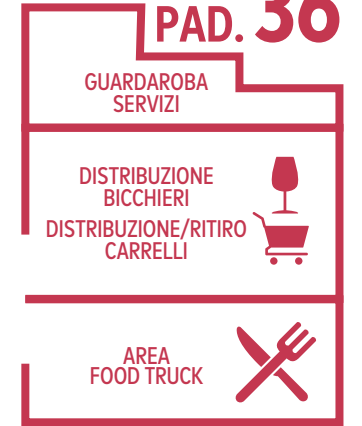 PAD. 36
GUARDAROBA
SERVIZI
DISTRIBUZIONE
BICCHIERI
DISTRIBUZIONE/RITIRO
CARRELLI
AREA
FOOD TRUCK